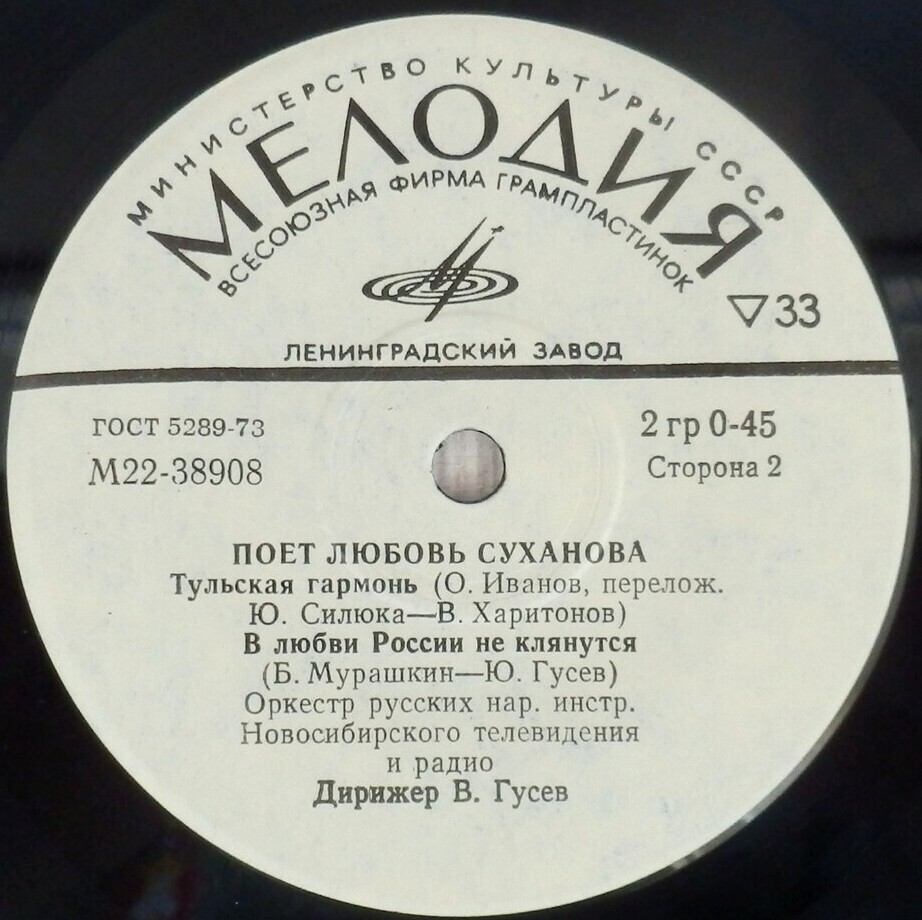 МИНИСТЕРСТВО КУЛЬТУРЫ СССР
МЕЛОДИЯ
ВСЕСОЮЗНАЯ ФИРМА ГРАМПЛАСТИНОК
▽33
ЛЕНИНГРАДСКИЙ ЗАВОД
ГОСТ 5289-73
2 гр 0-45
М22-38908
Сторона 2
ПОЕТ ЛЮБОВЬ СУХАНОВА
Тульская гармонь (О. Иванов, перелож.
Ю. Силюка—В. Харитонов)
В любви России не клянутся
(Б. Мурашкин—Ю. Гусев)
Оркестр русских нар. инстр.
Новосибирского телевидения
и радио
Дирижер В. Гусев